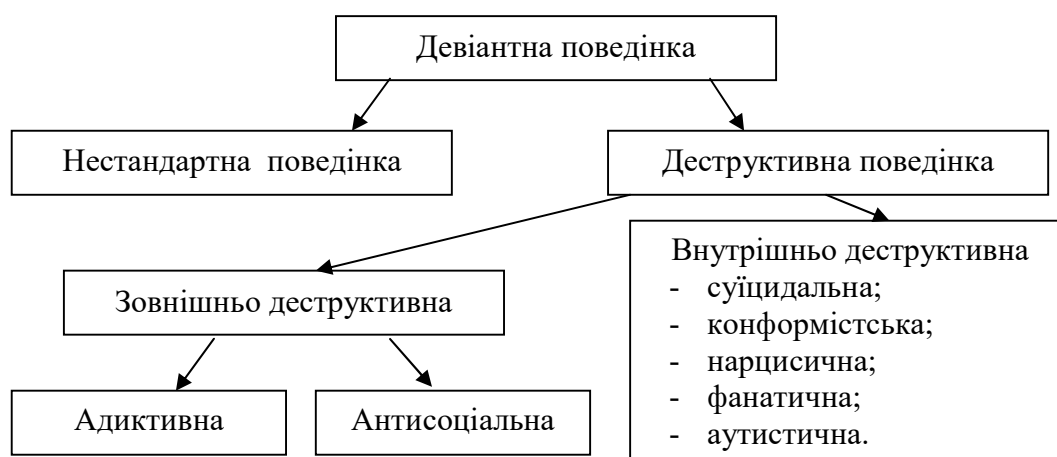 Девіантна поведінка
Нестандартна поведінка
Деструктивна поведінка
Зовнішньо деструктивна
Адиктивна
Антисоціальна
Внутрішньо деструктивна
- суїцидальна;
- конформістська;
- нарцисична;
- фанатична;
- аутистична.